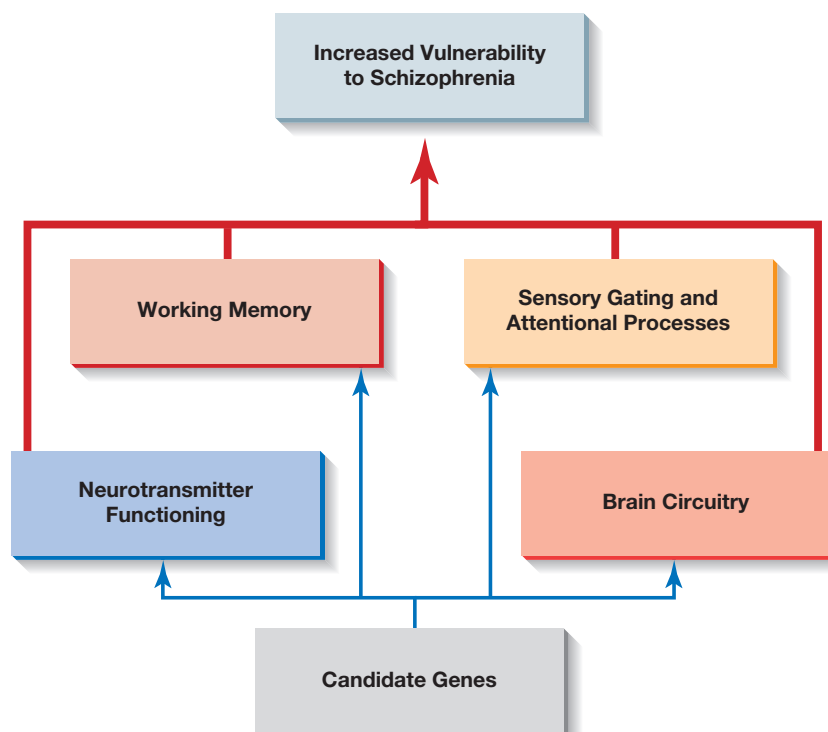 Increased Vulnerability
to Schizophrenia
Working Memory
Sensory Gating and
Attentional Processes
Neurotransmitter
Functioning
Brain Circuitry
Candidate Genes